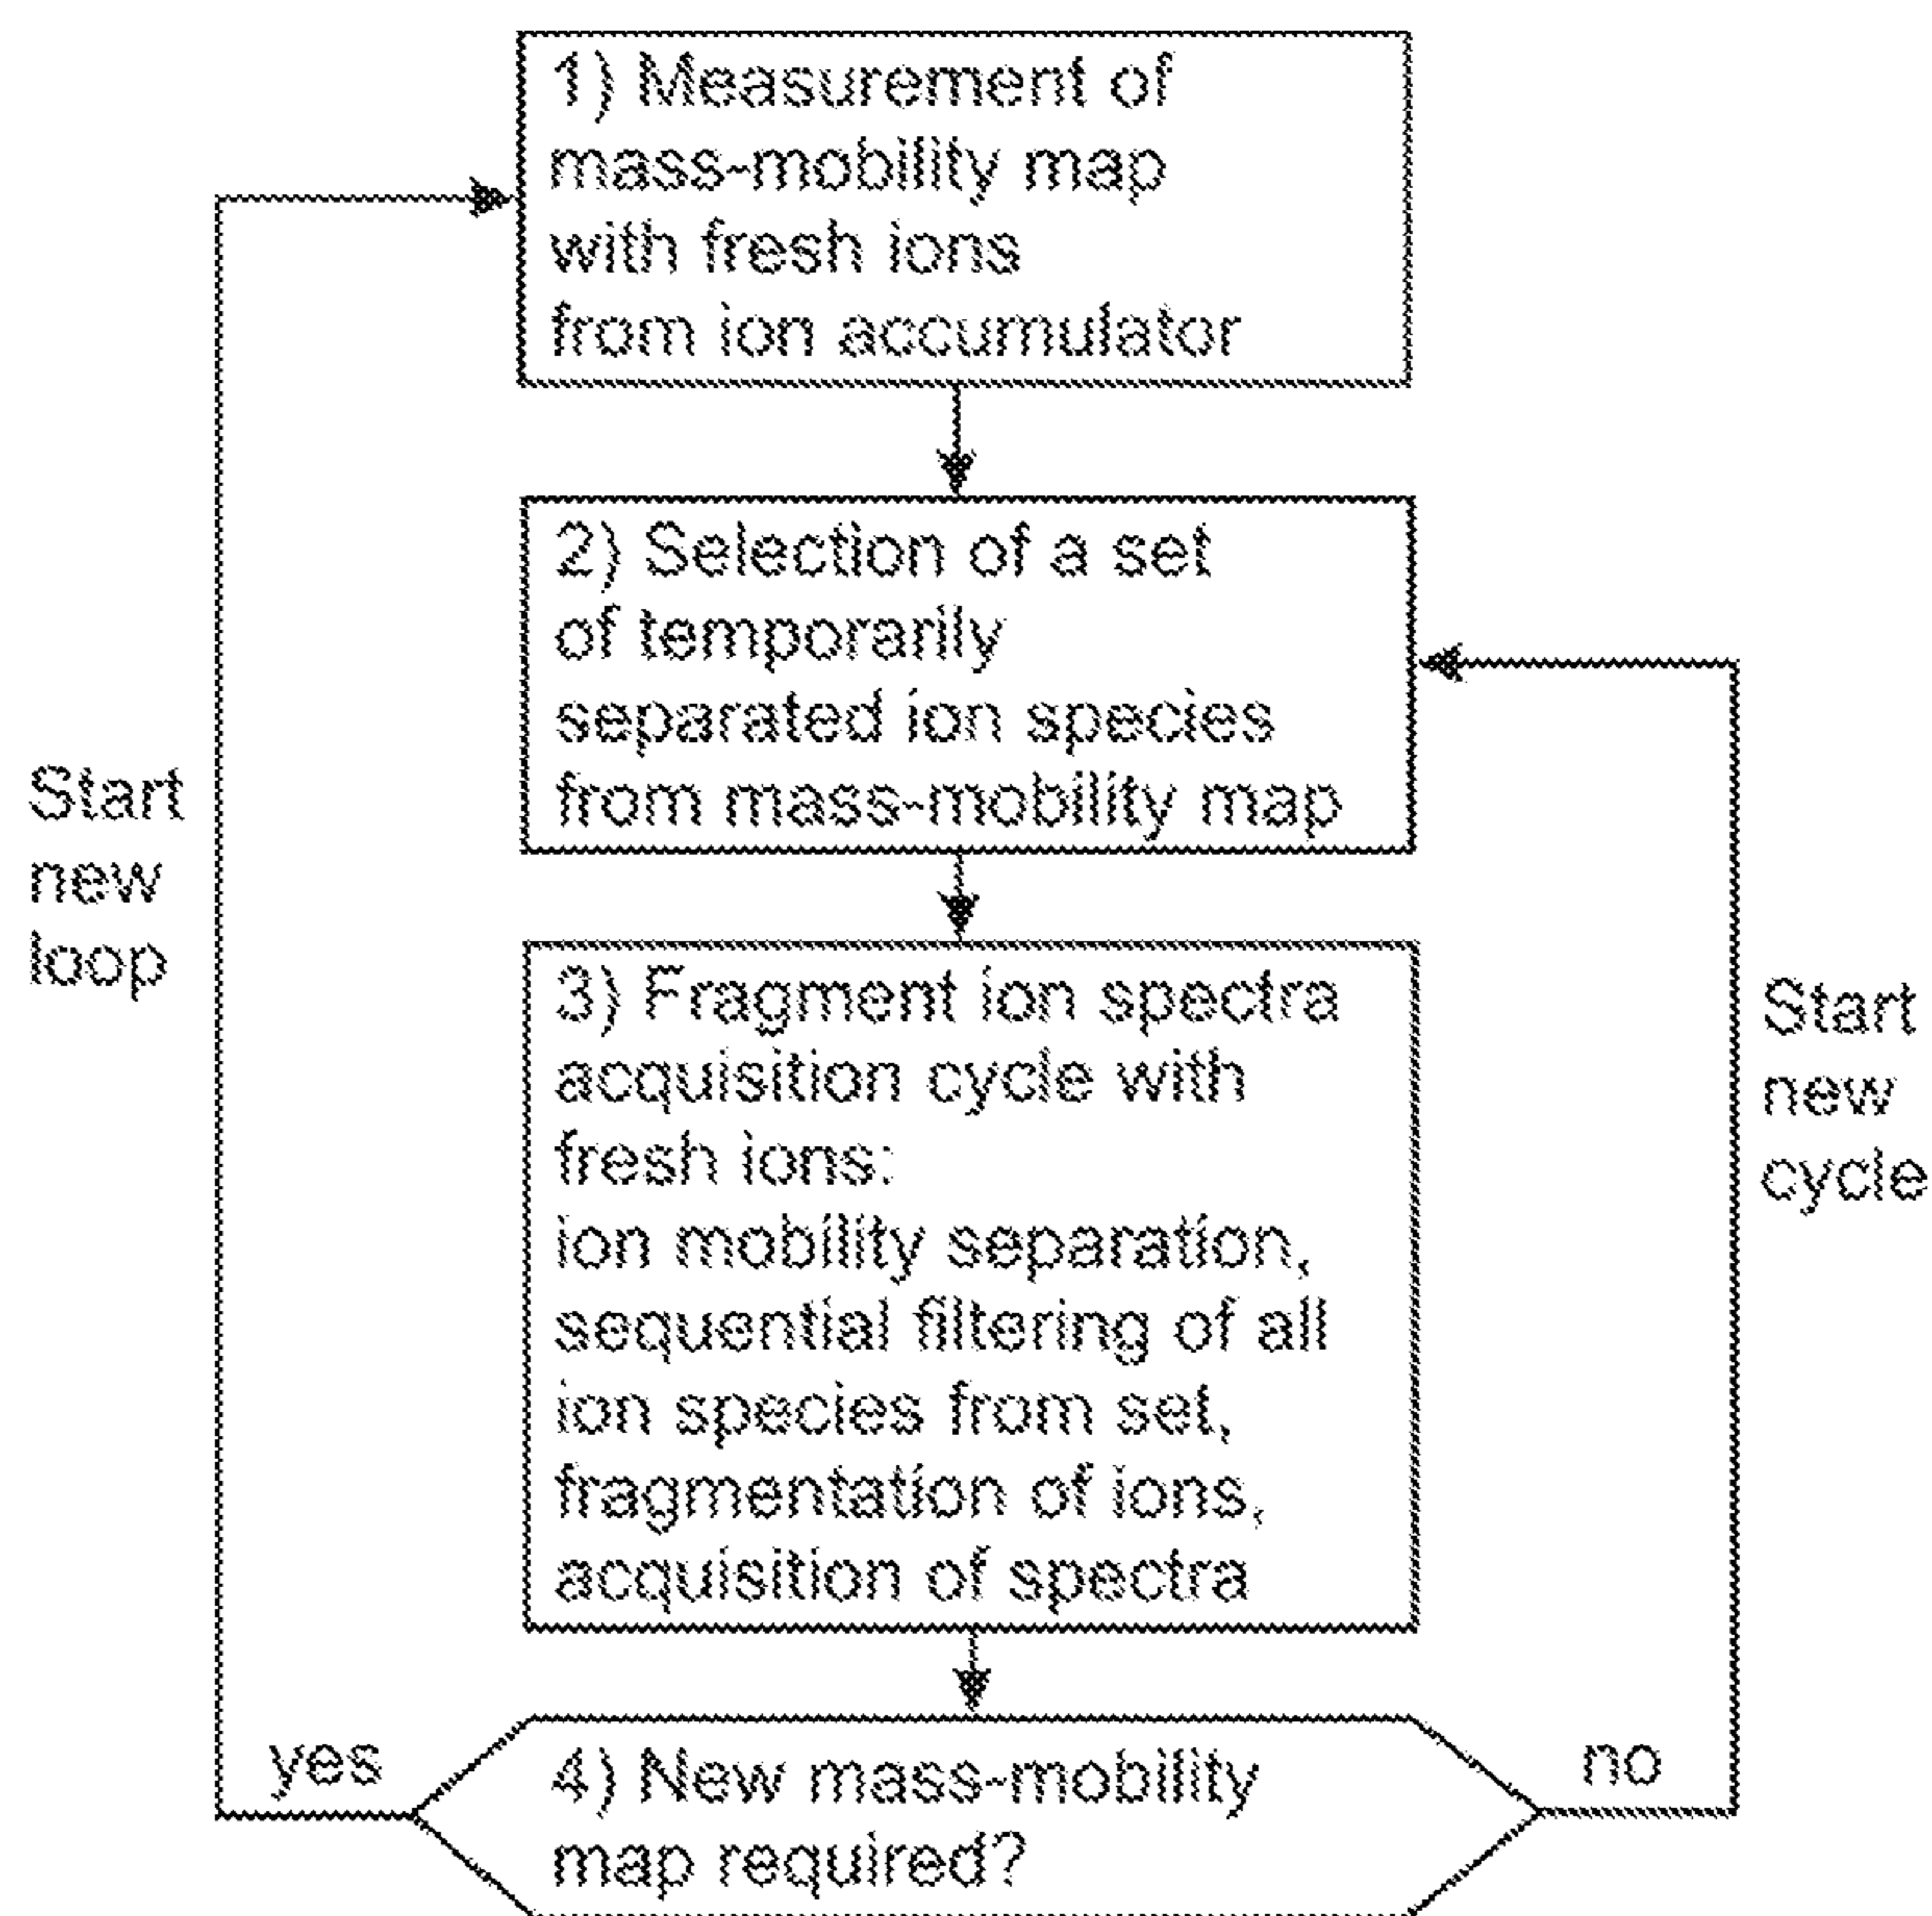 1) Measurement of
mass-mobility map
with fresh ions
from ion accumulator
2) Selection of a set
of temporarily
separated ion species
from mass-mobility map
Start
new
loop
3) Fragment ion spectra
acquisition cycle with
fresh ions:
ion mobility separation,
sequential filtering of all
ion species from set,
fragmentation of ions,
acquisition of spectra
Start
new
cycle
yes
4) New mass-mobility
map required?
no